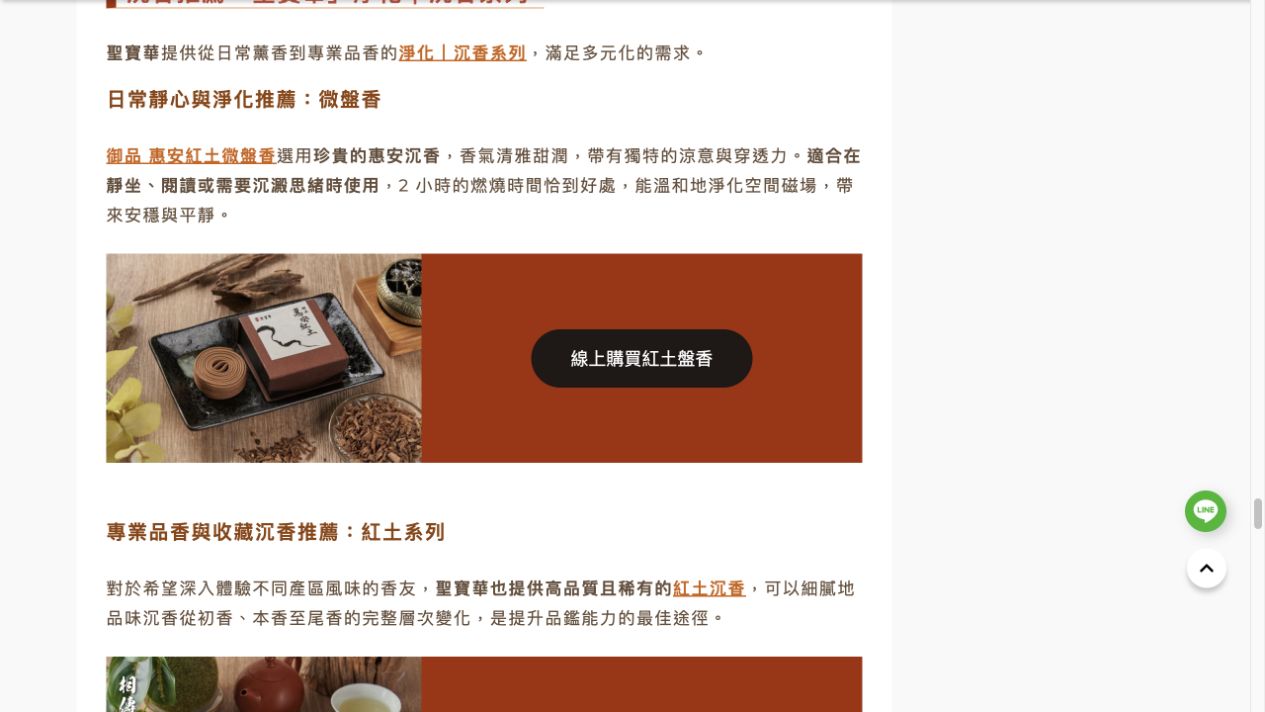 聖寶華提供從日常薰香到專業品香的淨化｜沉香系列，滿足多元化的需求。
日常靜心與淨化推薦：微盤香
御品 惠安紅土微盤香選用珍貴的惠安沉香，香氣清雅甜潤，帶有獨特的涼意與穿透力。適合在
靜坐、閱讀或需要沉澱思緒時使用，2 小時的燃燒時間恰到好處，能溫和地淨化空間磁場，帶
來安穩與平靜。
線上購買紅土盤香
LINE
專業品香與收藏沉香推薦：紅土系列
對於希望深入體驗不同產區風味的香友，聖寶華也提供高品質且稀有的紅土沉香，可以細膩地
品味沉香從初香、本香至尾香的完整層次變化，是提升品鑑能力的最佳途徑。